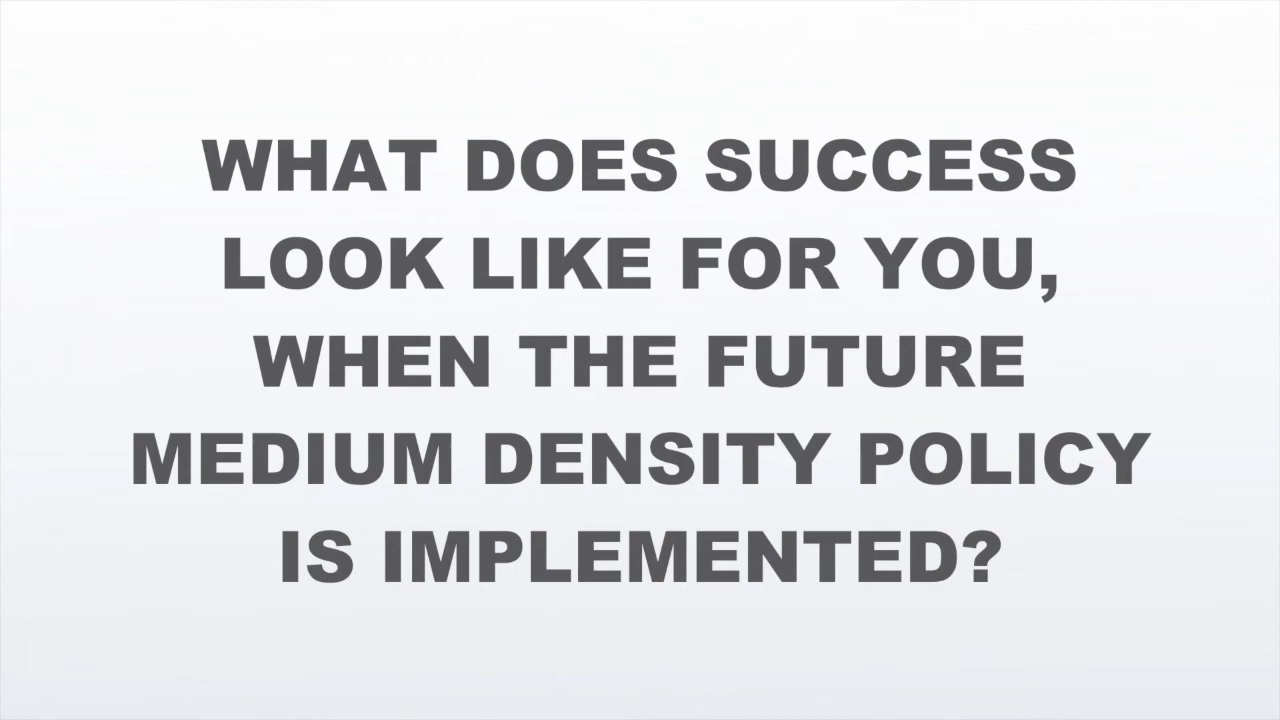 WHAT DOES SUCCESS
LOOK LIKE FOR YOU,
WHEN THE FUTURE
MEDIUM DENSITY POLICY
IS IMPLEMENTED?